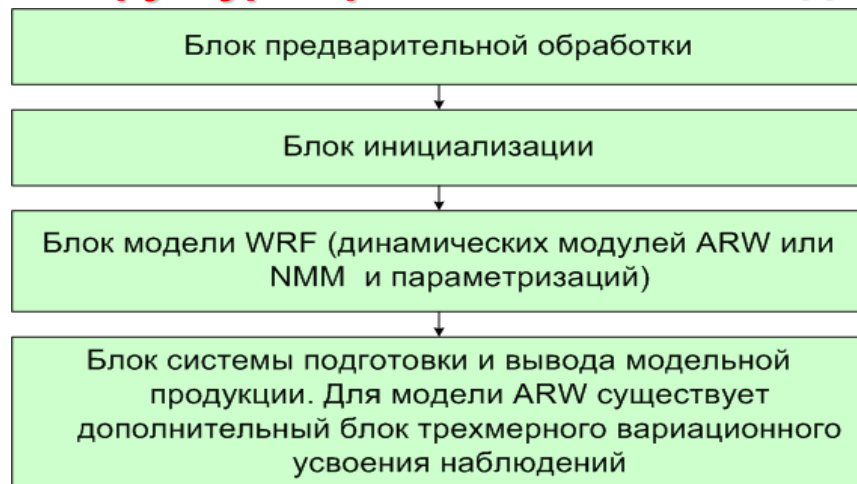 Блок предварительной обработки
Блок инициализации
Блок модели WRF (динамических модулей ARW или
NMM и параметризаций)
Блок системы подготовки и вывода модельной
продукции. Для модели ARW существует
дополнительный блок трехмерного вариационного
усвоения наблюдений